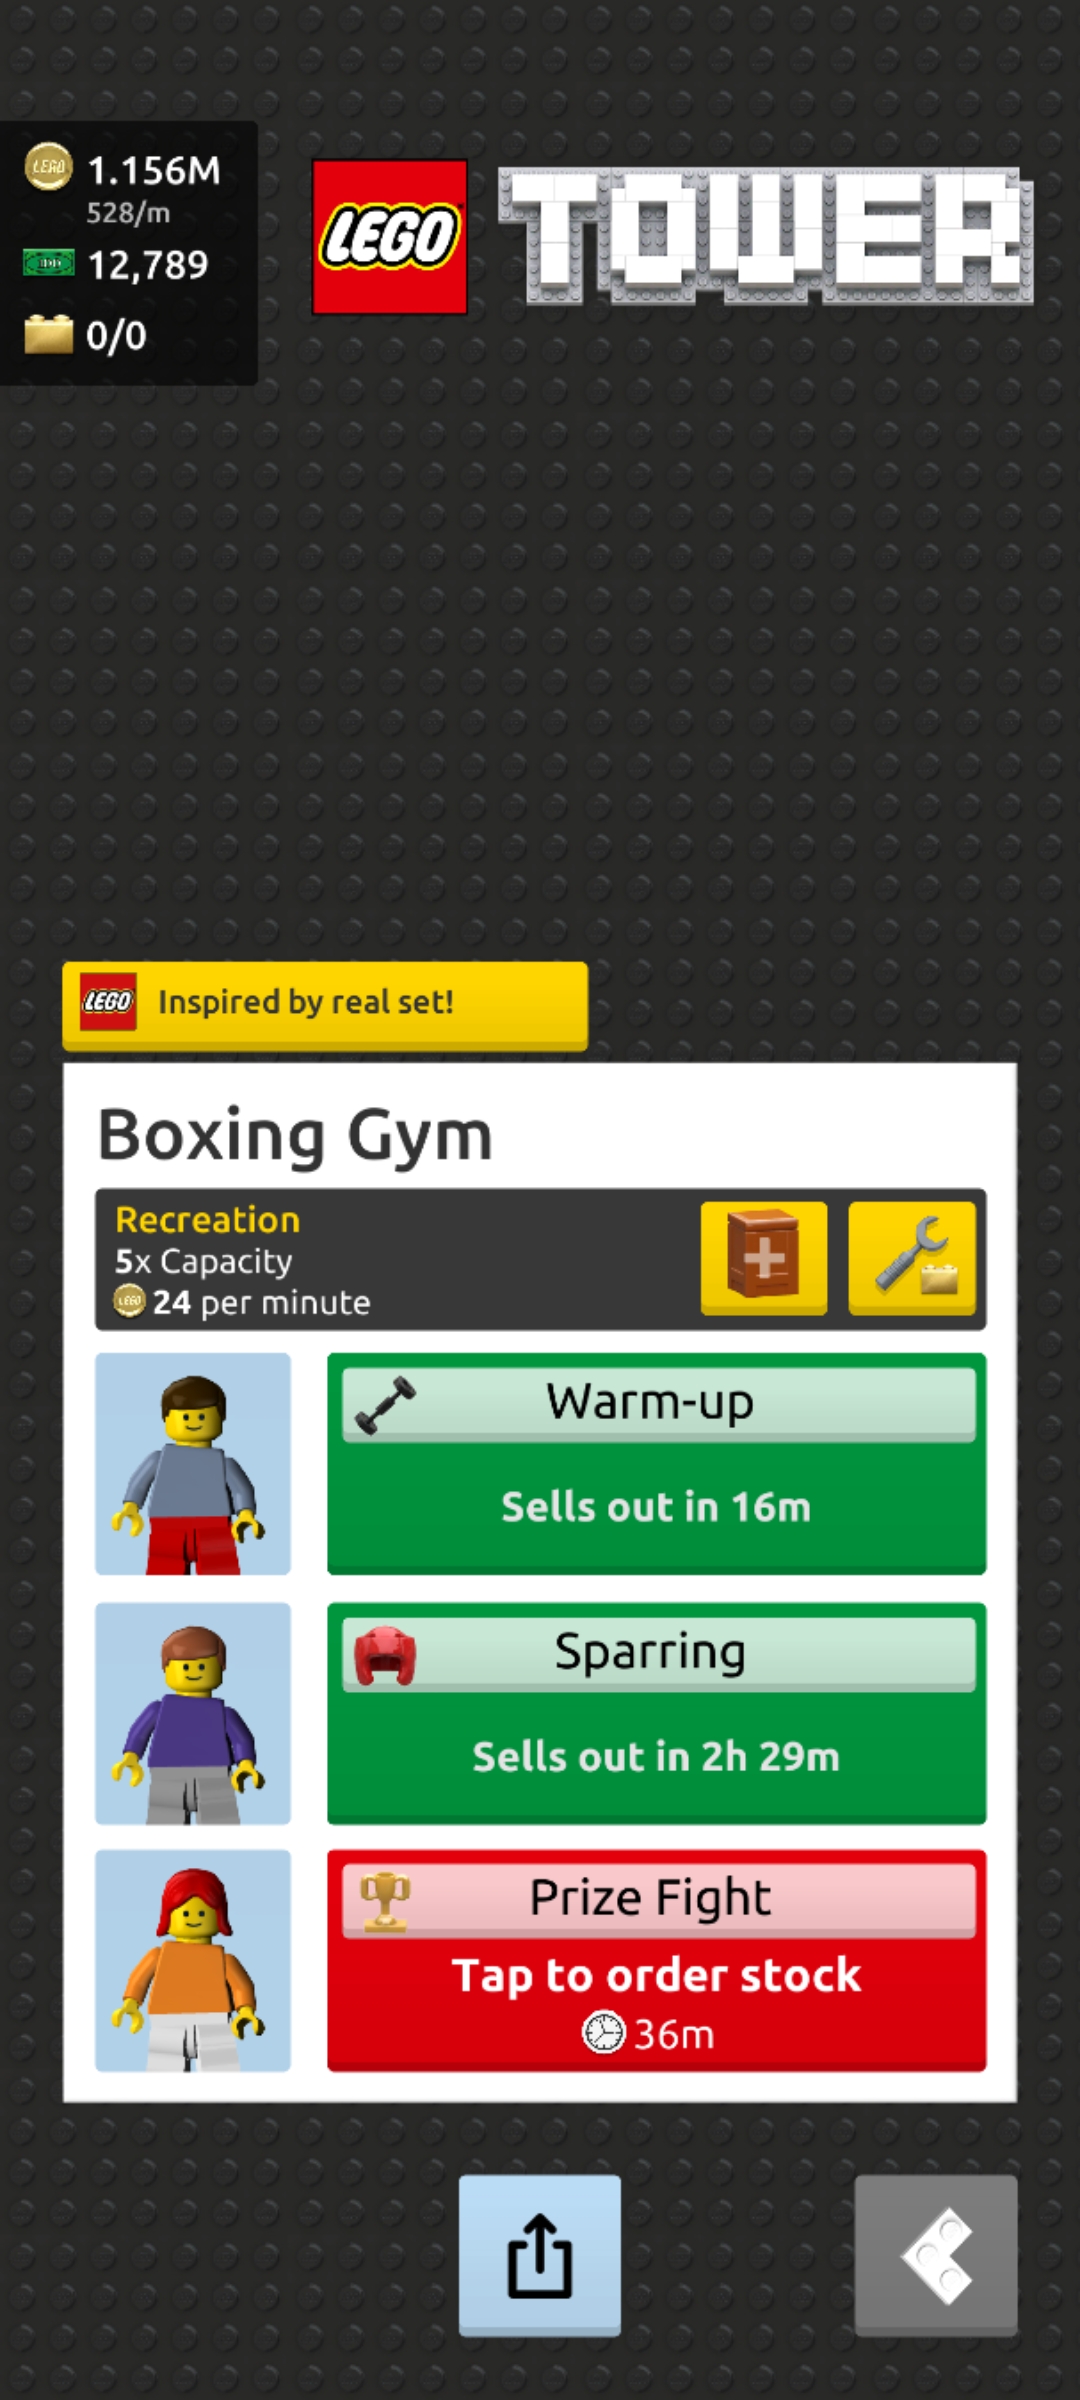 1.156M
528/m
12,789
0/0
LEGO TOWER
LEGO Inspired by real set!
Boxing Gym
Recreation
5x Capacity
24 per minute
Warm-up
Sells out in 16m
Sparring
Sells out in 2h 29m
Prize Fight
Tap to order stock
36m